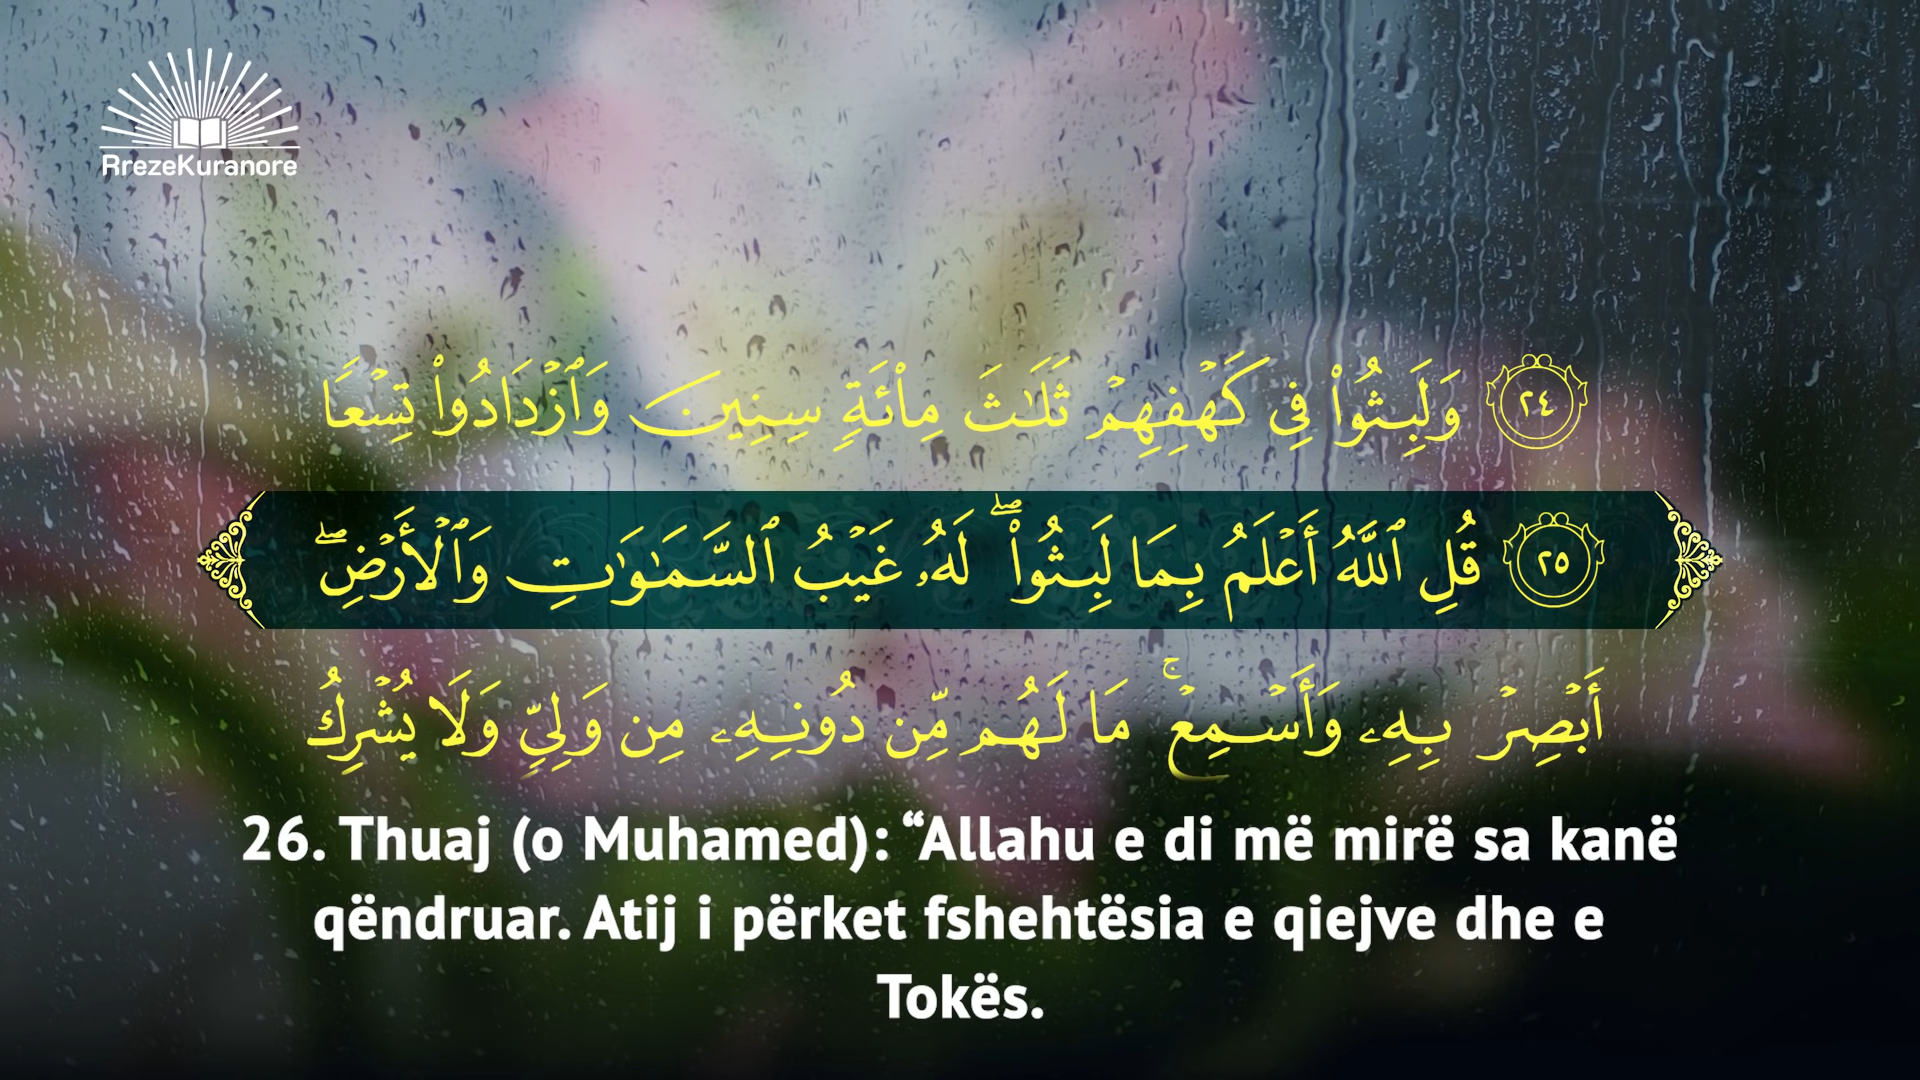 RrezeKuranore
٢٤ وَلَبِثُوا۟ فِى كَهْفِهِمْ ثَلَـٰثَ مِا۟ئَةٍ سِنِينَ وَٱزْدَادُوا۟ تِسْعًا
٢٥ قُلِ ٱللَّهُ أَعْلَمُ بِمَا لَبِثُوا۟ ۖ لَهُۥ غَيْبُ ٱلسَّمَـٰوَٰتِ وَٱلْأَرْضِ ۖ
أَبْصِرْ بِهِۦ وَأَسْمِعْ ۚ مَا لَهُم مِّن دُونِهِۦ مِن وَلِىٍّ وَلَا يُشْرِكُ
26. Thuaj (o Muhamed): “Allahu e di më mirë sa kanë
qëndruar. Atij i përket fshehtësia e qiejve dhe e
Tokës.